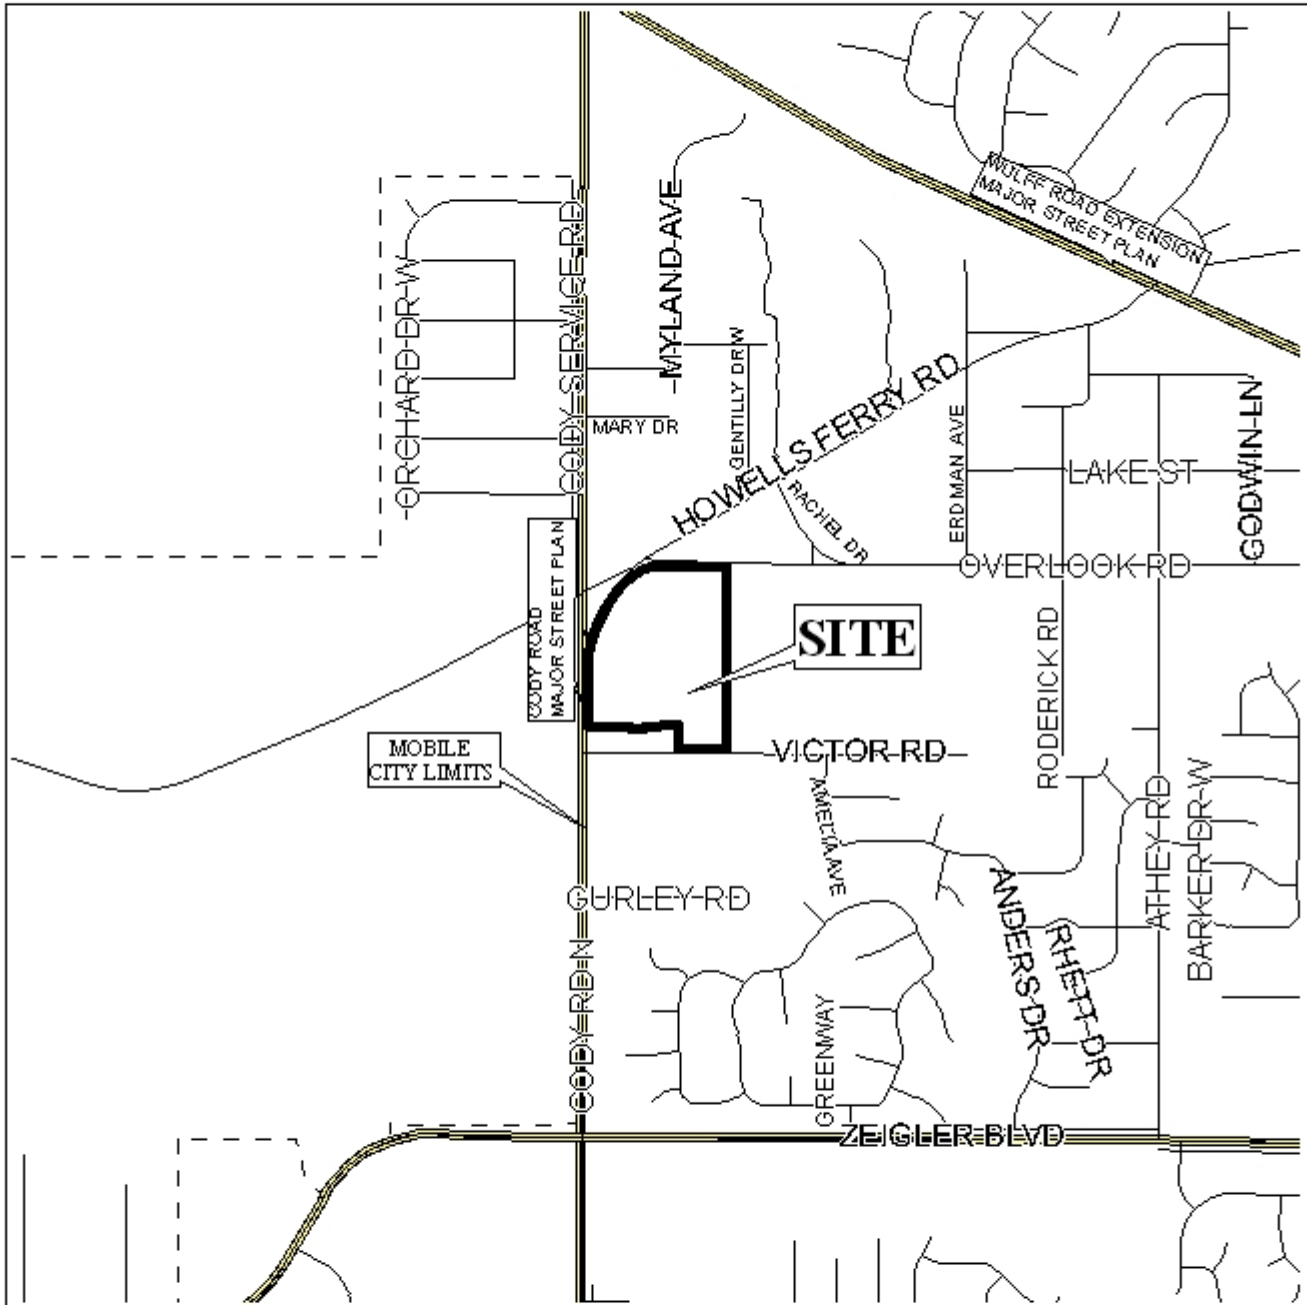 WULFF ROAD EXTENSION
MAJOR STREET PLAN
MYLAND AVE
CODY SERVICE RD
ORCHARD DR W
GENTILLY DR W
MARY DR
HOWELLS FERRY RD
RACHEL DR
ERDMAN AVE
LAKE ST
GODWIN LN
OVERLOOK RD
CODY ROAD
MAJOR STREET PLAN
SITE
RODERICK RD
VICTOR RD
MOBILE
CITY LIMITS
AMELIA AVE
ATHEY RD
BARKER DR W
GURLEY RD
ANDERS DR
RHETT DR
CODY RD N
GREENWAY
ZEIGLER BLVD